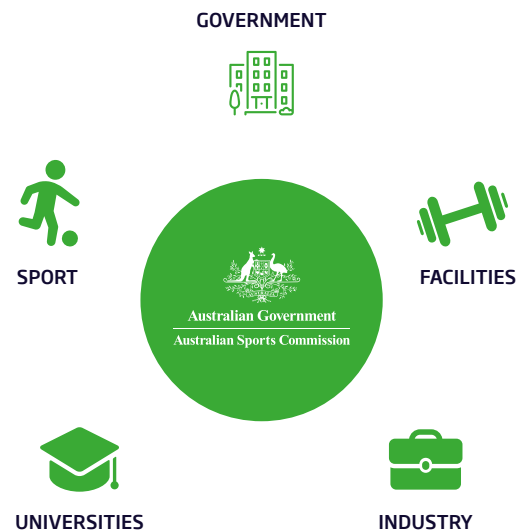 GOVERNMENT
SPORT
FACILITIES
Australian Government
Australian Sports Commission
UNIVERSITIES
INDUSTRY